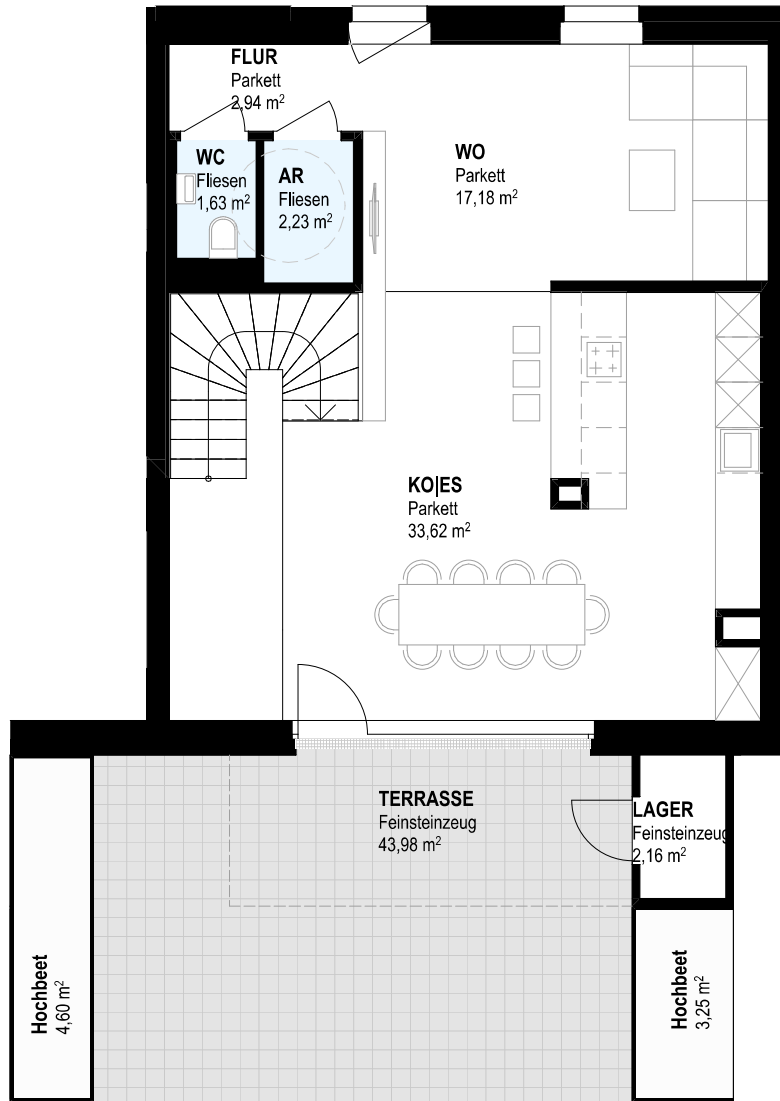 FLUR
Parkett
2,94 m²
WC
Fliesen
1,63 m²
AR
Fliesen
2,23 m²
WO
Parkett
17,18 m²
KO|ES
Parkett
33,62 m²
TERRASSE
Feinsteinzeug
43,98 m²
LAGER
Feinsteinzeug
2,16 m²
Hochbeet
4,60 m²
Hochbeet
3,25 m²